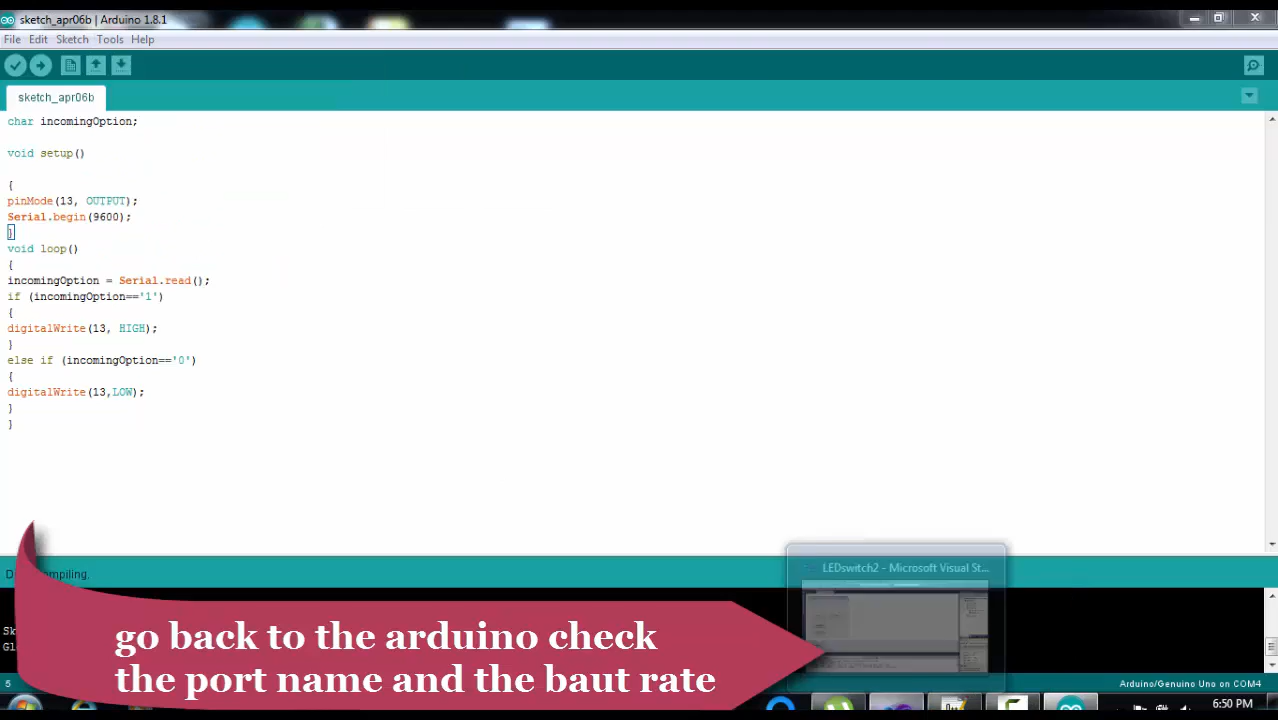 sketch_apr06b | Arduino 1.8.1
File Edit Sketch Tools Help
sketch_apr06b
char incomingOption;
void setup()
{
pinMode(13, OUTPUT);
Serial.begin(9600);
}
void loop()
{
incomingOption = Serial.read();
if (incomingOption=='1')
{
digitalWrite(13, HIGH);
}
else if (incomingOption=='0')
{
digitalWrite(13,LOW);
}
}
LEDswitch2 - Microsoft Visual St...
compiling.
go back to the arduino check
the port name and the baut rate
5
Arduino/Genuino Uno on COM4
6:50 PM